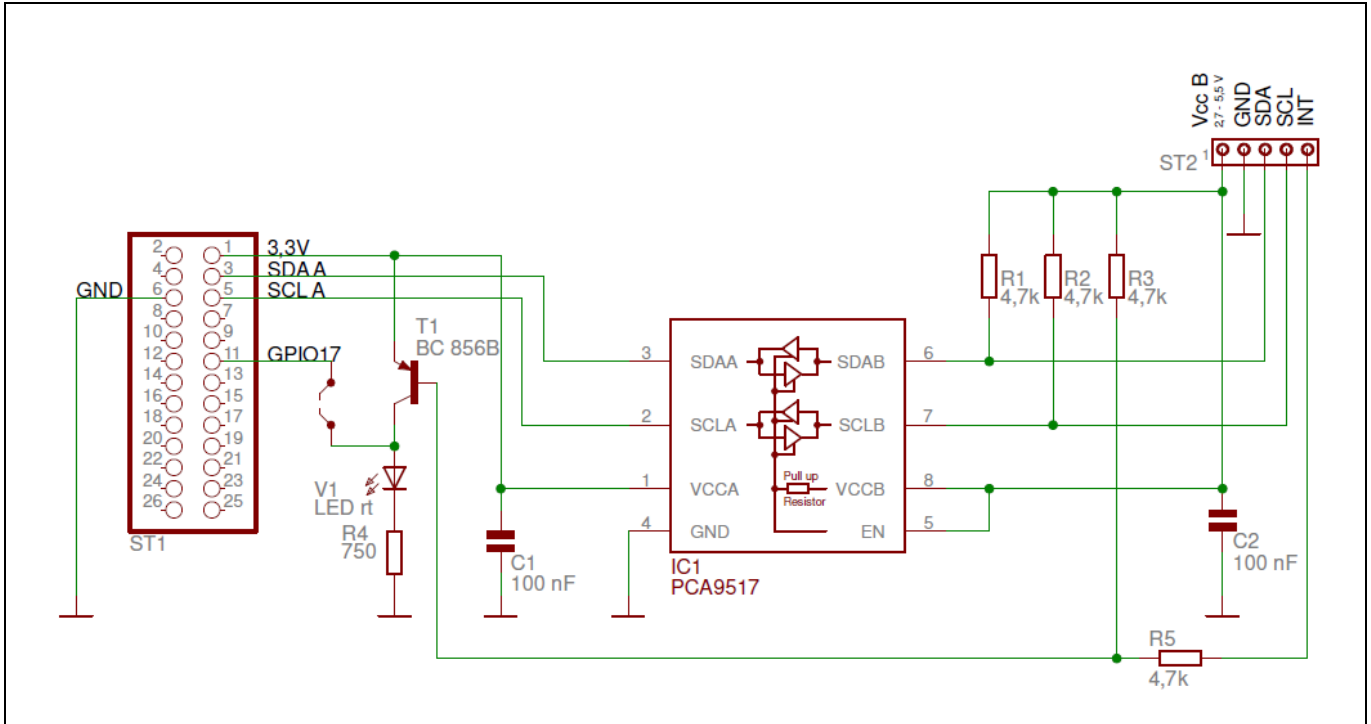 Vcc B
2,7 - 5,5 V
GND
SDA
SCL
INT
ST2
1
2
1
3,3V
4
3
SDAA
GND
6
5
SCLA
8
7
10
9
12
11
GPIO17
14
13
16
15
18
17
20
19
22
21
24
23
26
25
ST1
T1
BC 856B
V1
LED rt
R4
750
C1
100 nF
R1
4,7k
R2
4,7k
R3
4,7k
3
SDAA
SDAB
6
2
SCLA
SCLB
7
Pull up
1
VCCA
VCCB
8
Resistor
4
GND
EN
5
IC1
PCA9517
C2
100 nF
R5
4,7k